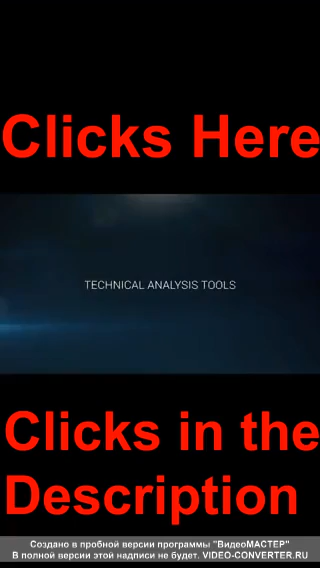 Clicks Here
TECHNICAL ANALYSIS TOOLS
Clicks in the
Description
Создано в пробной версии программы "ВидеоМАСТЕР"
В полной версии этой надписи не будет. VIDEO-CONVERTER.RU